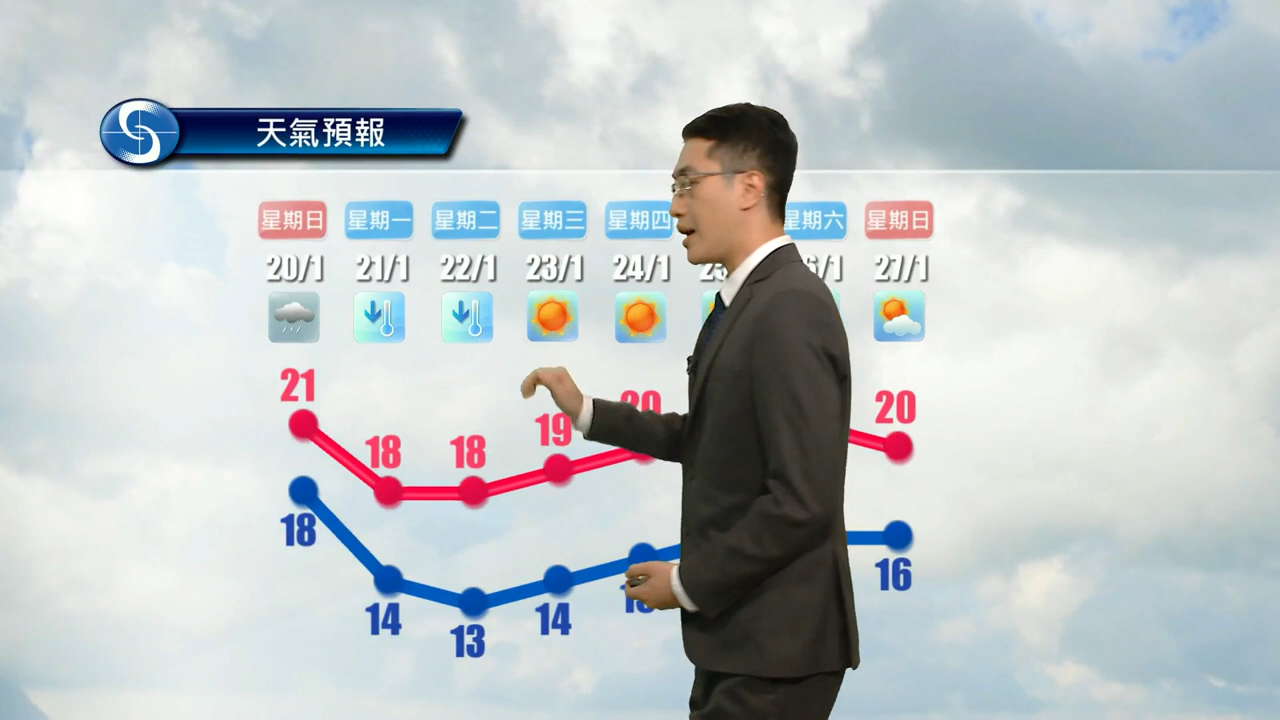 天氣預報
星期日 星期一 星期二 星期三 星期四 星期六 星期日
20/1 21/1 22/1 23/1 24/1 27/1
21 18 18 19 20 20
18 14 13 14 16